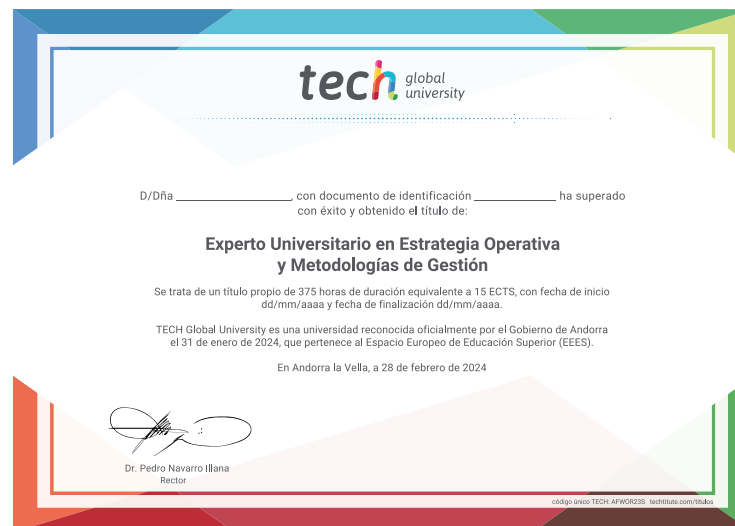 tech global university
D/Dña ________________, con documento de identificación ____________ ha superado
con éxito y obtenido el título de:
Experto Universitario en Estrategia Operativa
y Metodologías de Gestión
Se trata de un título propio de 375 horas de duración equivalente a 15 ECTS, con fecha de inicio
dd/mm/aaaa y fecha de finalización dd/mm/aaaa.
TECH Global University es una universidad reconocida oficialmente por el Gobierno de Andorra
el 31 de enero de 2024, que pertenece al Espacio Europeo de Educación Superior (EEES).
En Andorra la Vella, a 28 de febrero de 2024
Dr. Pedro Navarro Illana
Rector
código único TECH: AFWOR23S techtitute.com/titulos